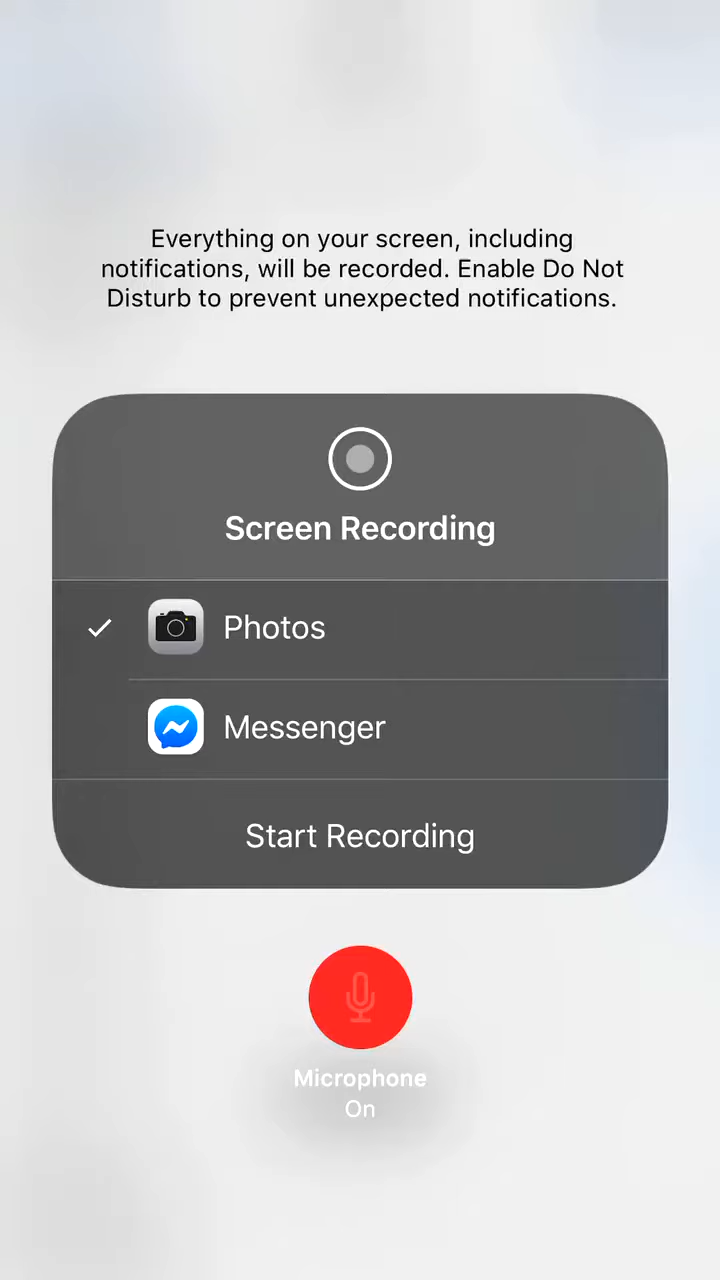 Everything on your screen, including
notifications, will be recorded. Enable Do Not
Disturb to prevent unexpected notifications.
Screen Recording
Photos
Messenger
Start Recording
Microphone
On